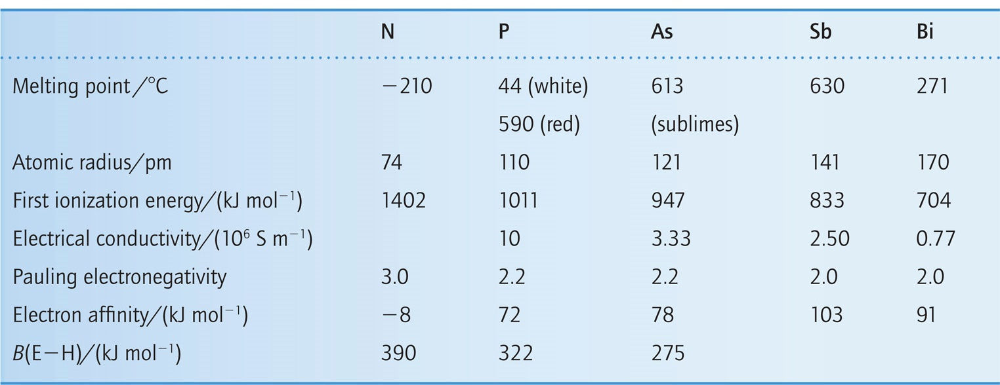 N P As Sb Bi
Melting point/°C −210 44 (white) 613 630 271
590 (red) (sublimes)
Atomic radius/pm 74 110 121 141 170
First ionization energy/(kJ mol⁻¹) 1402 1011 947 833 704
Electrical conductivity/(10⁶ S m⁻¹) 10 3.33 2.50 0.77
Pauling electronegativity 3.0 2.2 2.2 2.0 2.0
Electron affinity/(kJ mol⁻¹) −8 72 78 103 91
B(E−H)/(kJ mol⁻¹) 390 322 275